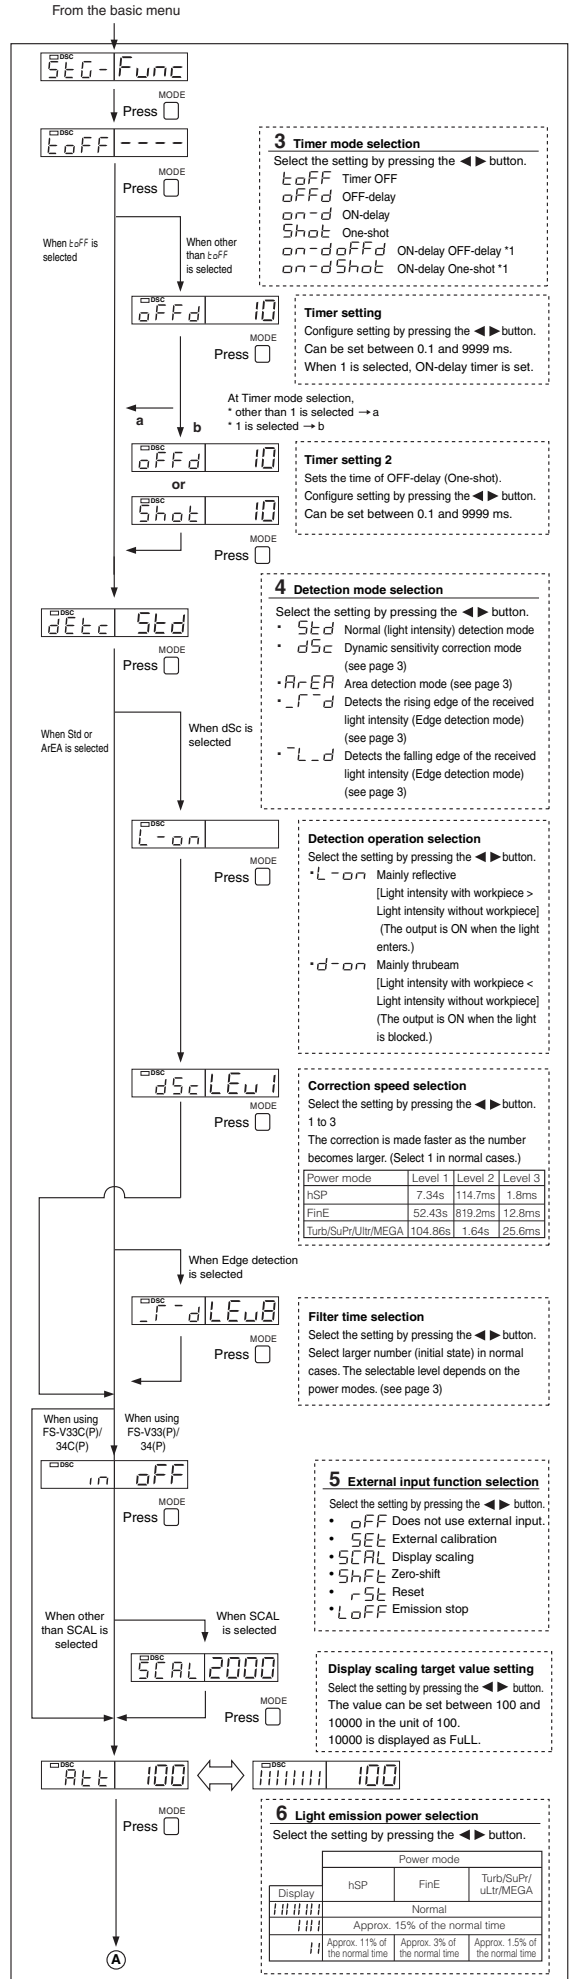 From the basic menu
DSC
StG- Func
MODE
Press
DSC
toFF ----
MODE
Press
3 Timer mode selection
Select the setting by pressing the ◀ ▶ button.
toFF Timer OFF
oFFd OFF-delay
on-d ON-delay
Shot One-shot
on-doFFd ON-delay OFF-delay *1
on-dShot ON-delay One-shot *1
When toFF is
selected
When other
than toFF
is selected
DSC
oFFd 10
MODE
Press
Timer setting
Configure setting by pressing the ◀ ▶ button.
Can be set between 0.1 and 9999 ms.
When 1 is selected, ON-delay timer is set.
a
b
At Timer mode selection,
* other than 1 is selected → a
* 1 is selected → b
DSC
oFFd 10
or
DSC
Shot 10
MODE
Press
Timer setting 2
Sets the time of OFF-delay (One-shot).
Configure setting by pressing the ◀ ▶ button.
Can be set between 0.1 and 9999 ms.
DSC
dEtc Std
MODE
Press
4 Detection mode selection
Select the setting by pressing the ◀ ▶ button.
· Std Normal (light intensity) detection mode
· dSc Dynamic sensitivity correction mode
(see page 3)
· ArEA Area detection mode (see page 3)
· _Γ‾d Detects the rising edge of the received
light intensity (Edge detection mode)
(see page 3)
· ‾L_d Detects the falling edge of the received
light intensity (Edge detection mode)
(see page 3)
When Std or
ArEA is selected
When dSc is
selected
DSC
L-on
MODE
Press
Detection operation selection
Select the setting by pressing the ◀ ▶ button.
· L-on Mainly reflective
[Light intensity with workpiece >
Light intensity without workpiece]
(The output is ON when the light
enters.)
· d-on Mainly thrubeam
[Light intensity with workpiece <
Light intensity without workpiece]
(The output is ON when the light
is blocked.)
DSC
dSc LEv1
MODE
Press
Correction speed selection
Select the setting by pressing the ◀ ▶ button.
1 to 3
The correction is made faster as the number
becomes larger. (Select 1 in normal cases.)
Power mode Level 1 Level 2 Level 3
hSP 7.34s 114.7ms 1.8ms
FinE 52.43s 819.2ms 12.8ms
Turb/SuPr/Ultr/MEGA 104.86s 1.64s 25.6ms
When Edge detection
is selected
DSC
_Γ‾d LEv8
MODE
Press
Filter time selection
Select the setting by pressing the ◀ ▶ button.
Select larger number (initial state) in normal
cases. The selectable level depends on the
power modes. (see page 3)
When using
FS-V33C(P)/
34C(P)
When using
FS-V33(P)/
34(P)
DSC
in oFF
MODE
Press
5 External input function selection
Select the setting by pressing the ◀ ▶ button.
• oFF Does not use external input.
• SEt External calibration
• SCAL Display scaling
• ShFt Zero-shift
• rSt Reset
• LoFF Emission stop
When other
than SCAL is
selected
When SCAL
is selected
DSC
SCAL 2000
MODE
Press
Display scaling target value setting
Select the setting by pressing the ◀ ▶ button.
The value can be set between 100 and
10000 in the unit of 100.
10000 is displayed as FuLL.
DSC
Att 100
DSC
100
MODE
Press
6 Light emission power selection
Select the setting by pressing the ◀ ▶ button.
Power mode
Display hSP FinE Turb/SuPr/
uLtr/MEGA
Normal
Approx. 15% of the normal time
Approx. 11% of
the normal time
Approx. 3% of
the normal time
Approx. 1.5% of
the normal time
A